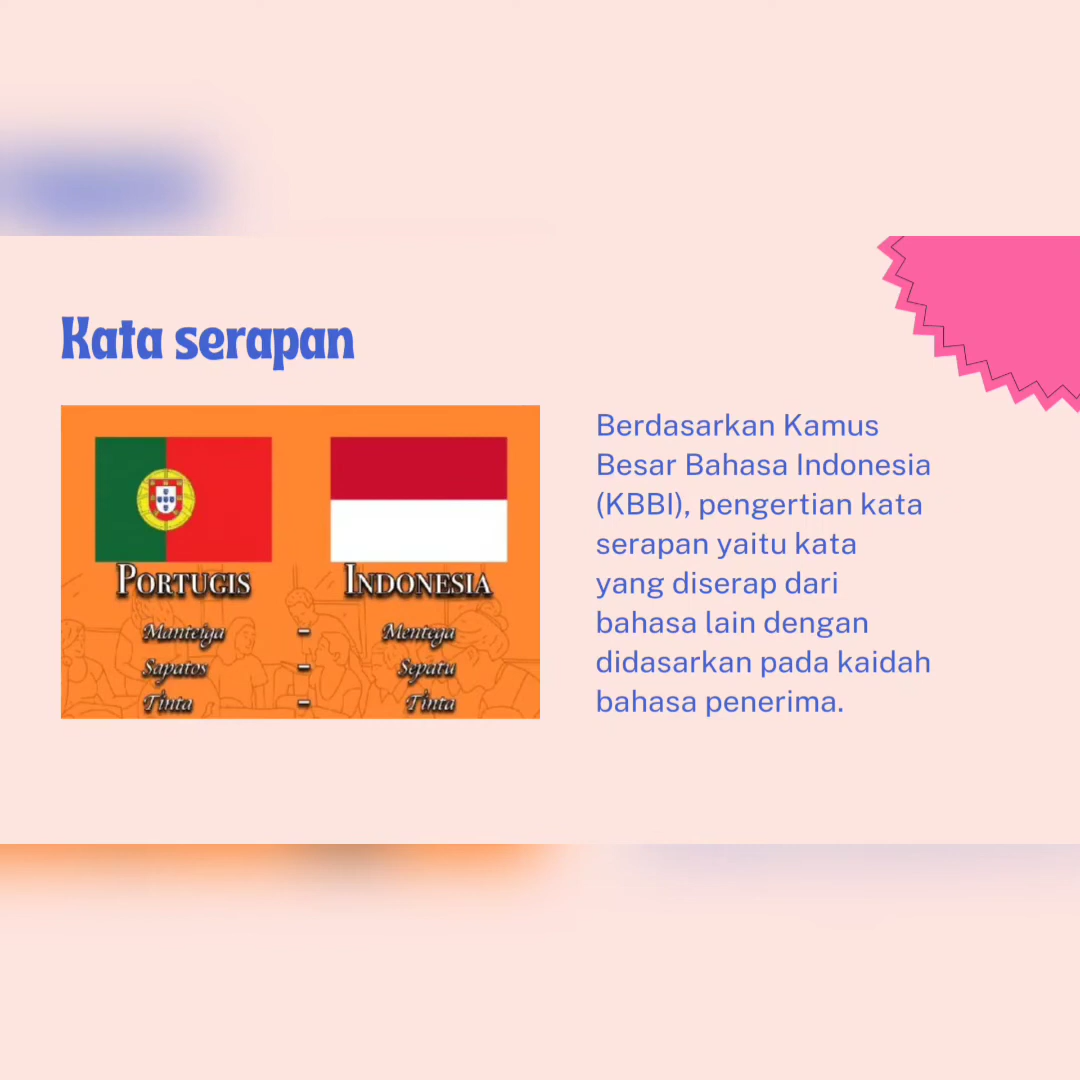 Kata serapan
PORTUGIS
INDONESIA
Manteiga - Mentega
Sapatos - Sepatu
Tinta - Tinta
Berdasarkan Kamus
Besar Bahasa Indonesia
(KBBI), pengertian kata
serapan yaitu kata
yang diserap dari
bahasa lain dengan
didasarkan pada kaidah
bahasa penerima.